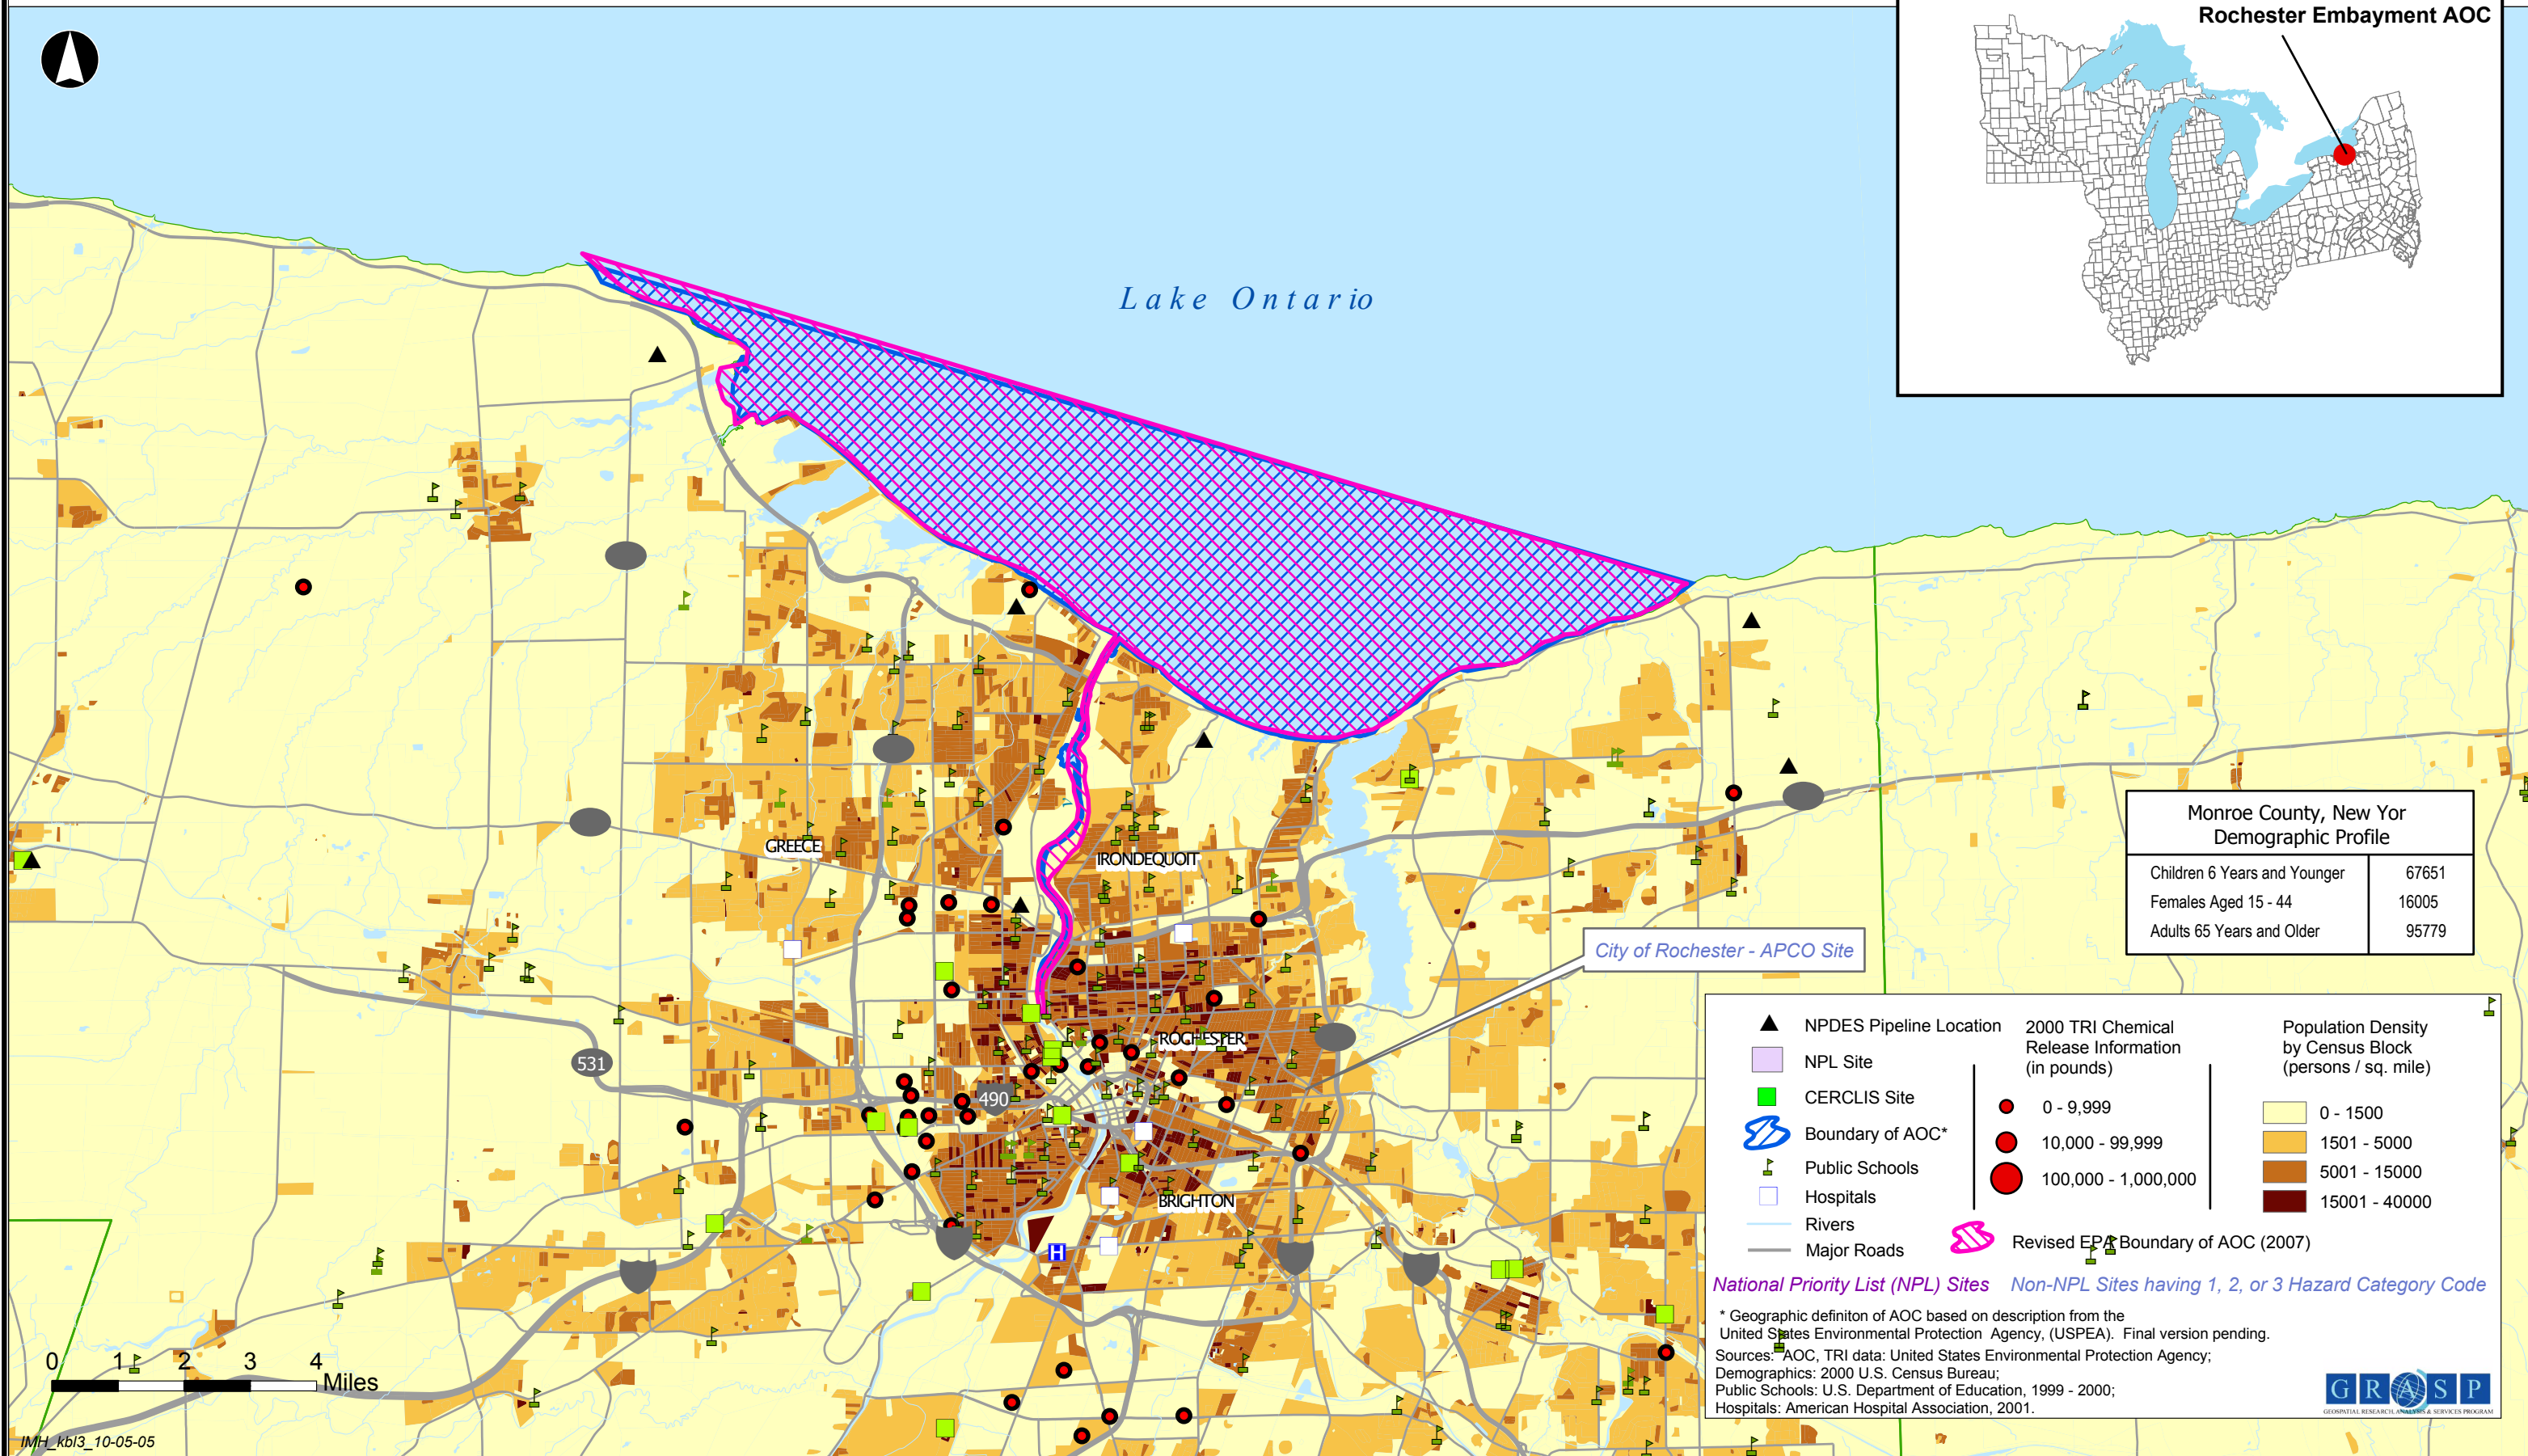 Rochester Embayment AOC
Lake Ontario
GREECE
IRONDEQUOIT
City of Rochester - APCO Site
ROCHESTER
531
490
BRIGHTON
H
Monroe County, New Yor
Demographic Profile
Children 6 Years and Younger 67651
Females Aged 15 - 44 16005
Adults 65 Years and Older 95779
NPDES Pipeline Location
NPL Site
CERCLIS Site
Boundary of AOC*
Public Schools
Hospitals
Rivers
Major Roads
2000 TRI Chemical
Release Information
(in pounds)
0 - 9,999
10,000 - 99,999
100,000 - 1,000,000
Population Density
by Census Block
(persons / sq. mile)
0 - 1500
1501 - 5000
5001 - 15000
15001 - 40000
Revised EPA Boundary of AOC (2007)
National Priority List (NPL) Sites Non-NPL Sites having 1, 2, or 3 Hazard Category Code
* Geographic definiton of AOC based on description from the
United States Environmental Protection Agency, (USPEA). Final version pending.
Sources: AOC, TRI data: United States Environmental Protection Agency;
Demographics: 2000 U.S. Census Bureau;
Public Schools: U.S. Department of Education, 1999 - 2000;
Hospitals: American Hospital Association, 2001.
GRASP
GEOSPATIAL RESEARCH, ANALYSIS & SERVICES PROGRAM
0 1 2 3 4
Miles
IMH_kbl3_10-05-05